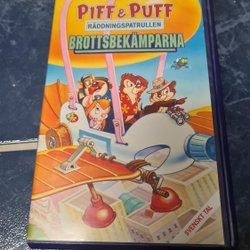 PIFF & PUFF
RÄDDNINGSPATRULLEN
BROTTSBEKÄMPARNA
SVENSKT TAL